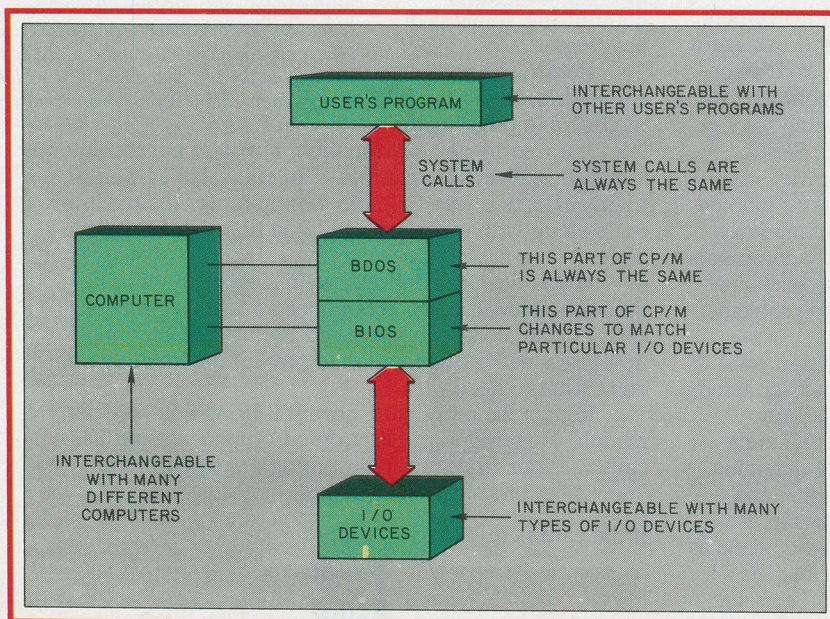 USER'S PROGRAM
INTERCHANGEABLE WITH
OTHER USER'S PROGRAMS
SYSTEM
CALLS
SYSTEM CALLS ARE
ALWAYS THE SAME
COMPUTER
BDOS
THIS PART OF CP/M
IS ALWAYS THE SAME
BIOS
THIS PART OF CP/M
CHANGES TO MATCH
PARTICULAR I/O DEVICES
INTERCHANGEABLE
WITH MANY
DIFFERENT
COMPUTERS
I/O
DEVICES
INTERCHANGEABLE WITH MANY
TYPES OF I/O DEVICES